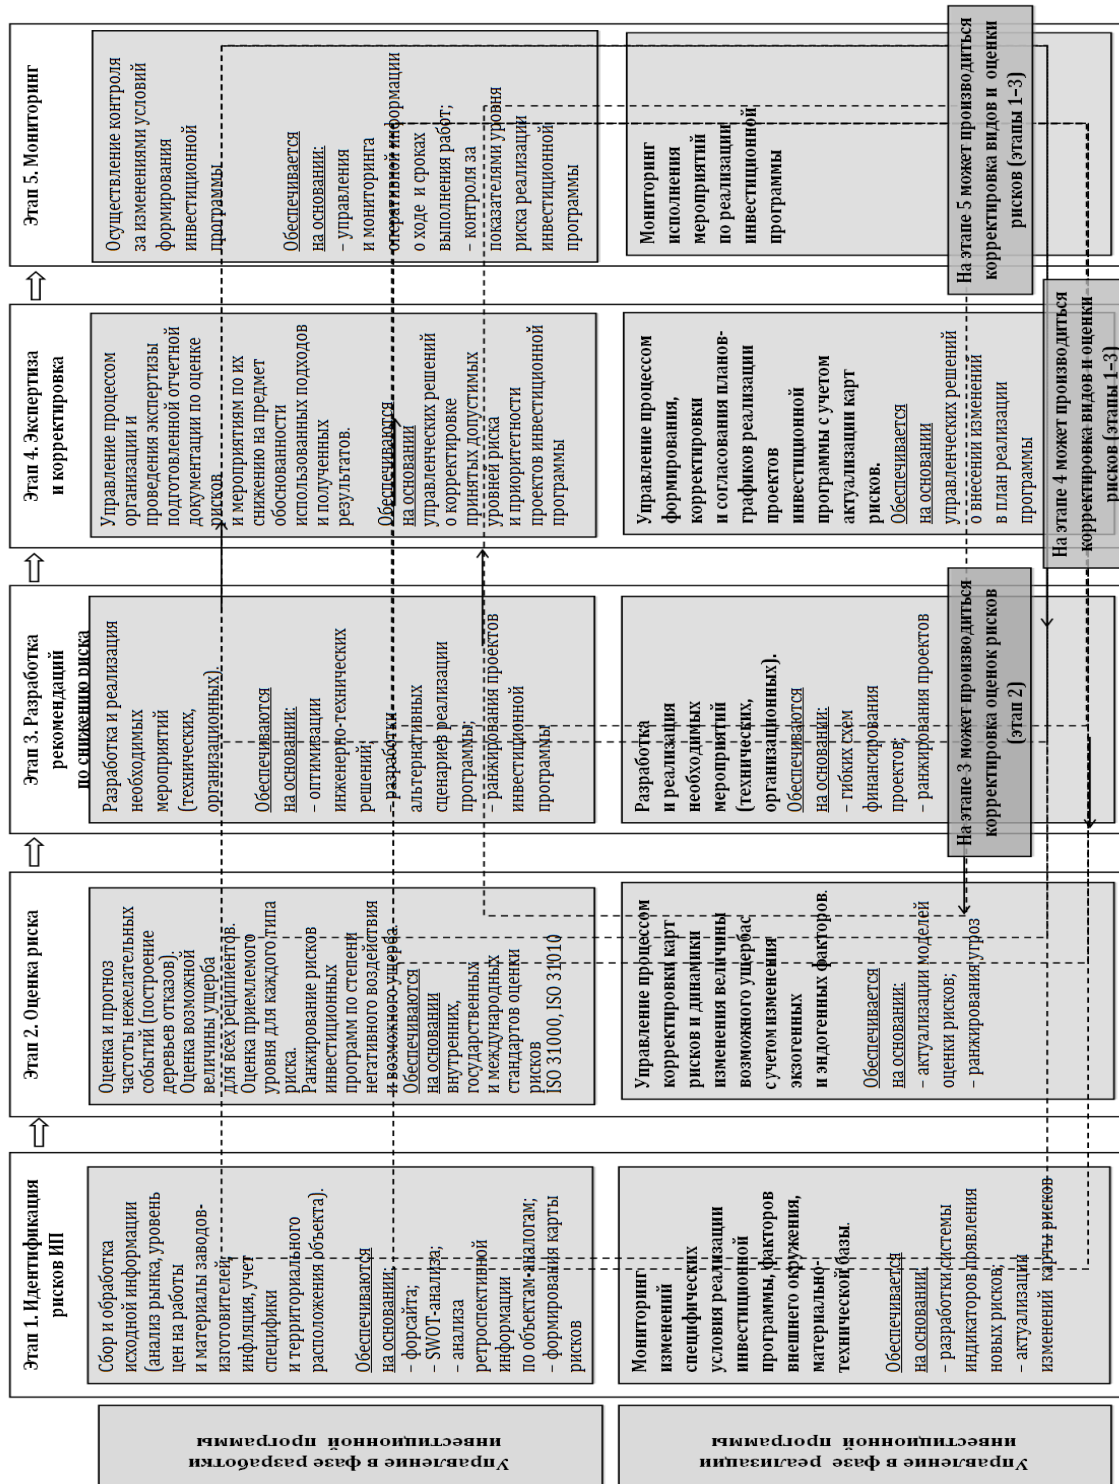 Управление в фазе разработки
инвестиционной программы
Управление в фазе реализации
инвестиционной программы
Этап 1. Идентификация
рисков ИП
Сбор и обработка
исходной информации
(анализ рынка, уровень
цен на работы
и материалы заводов-
изготовителей,
инфляция, учет
специфики
и территориального
расположения объекта).
Обеспечиваются
на основании:
– форсайта;
– SWOT-анализа;
– анализа
ретроспективной
информации
по объектам-аналогам;
– формирования карты
рисков
Мониторинг
изменений
спефических
условия реализации
инвестиционной
программы, факторов
внешнего окружения,
материально-
технической базы.
Обеспечивается
на основании:
– разработки системы
индикаторов появления
новых рисков;
– актуализации
изменений карты рисков
Этап 2. Оценка риска
Оценка и прогноз
частоты нежелательных
событий (построение
деревьев отказов).
Оценка возможной
величины ущерба
для всех реципиентов.
Оценка приемлемого
уровня для каждого типа
риска.
Ранжирование рисков
инвестиционных
программ по степени
негативного воздействия
и возможного ущерба.
Обеспечиваются
на основании
внутренних,
государственных
и международных
стандартов оценки
рисков
ISO 31000, ISO 31010
Управление процессом
корректировки карт
рисков и динамики
изменения величины
возможного ущербас
с учетом изменения
экзогенных
и эндогенных факторов.
Обеспечивается
на основании:
– актуализации моделей
оценки рисков;
– ранжирования угроз
Этап 3. Разработка
рекомендаций
по снижению риска
Разработка и реализация
необходимых
мероприятий
(технических,
организационных).
Обеспечиваются
на основании:
– оптимизации
инженерно-технических
решений;
– разработки
альтернативных
сценариев реализации
программы;
– ранжирования проектов
инвестиционной
программы
Разработка
и реализация
необходимых
мероприятий
(технических,
организационных).
Обеспечиваются
на основании:
– гибких схем
финансирования
проектов;
– ранжирования проектов
На этапе 3 может производиться
корректировка оценок рисков
(этап 2)
Этап 4. Экспертиза
и корректировка
Управление процессом
организации и
проведения экспертизы
подготовленной отчетной
документации по оценке
рисков
и мероприятиям по их
снижению на предмет
обоснованности
использованных подходов
и полученных
результатов.
Обеспечиваются
на основании
управленческих решений
о корректировке
принятых допустимых
уровней риска
и приоритетности
проектов инвестиционной
программы
Управление процессом
формирования,
корректировки
и согласования планов-
графиков реализации
проектов
инвестиционной
программы с учетом
актуализации карт
рисков.
Обеспечивается
на основании
управленческих решений
о внесении изменений
в план реализации
программы
На этапе 4 может производиться
корректировка видов и оценки
рисков (этапы 1–3)
Этап 5. Мониторинг
Осуществление контроля
за изменениями условий
формирования
инвестиционной
программы
Обеспечивается
на основании:
– управления
и мониторинга
оперативной информации
о ходе и сроках
выполнения работ;
– контроля за
показателями уровня
риска реализации
инвестиционной
программы
Мониторинг
исполнения
мероприятий
по реализации
инвестиционной
программы
На этапе 5 может производиться
корректировка видов и оценки
рисков (этапы 1–3)